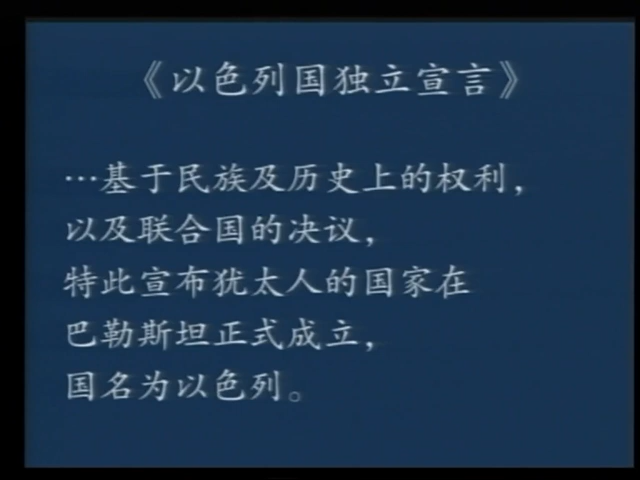 《以色列国独立宣言》
…基于民族及历史上的权利，
以及联合国的决议，
特此宣布犹太人的国家在
巴勒斯坦正式成立，
国名为以色列。